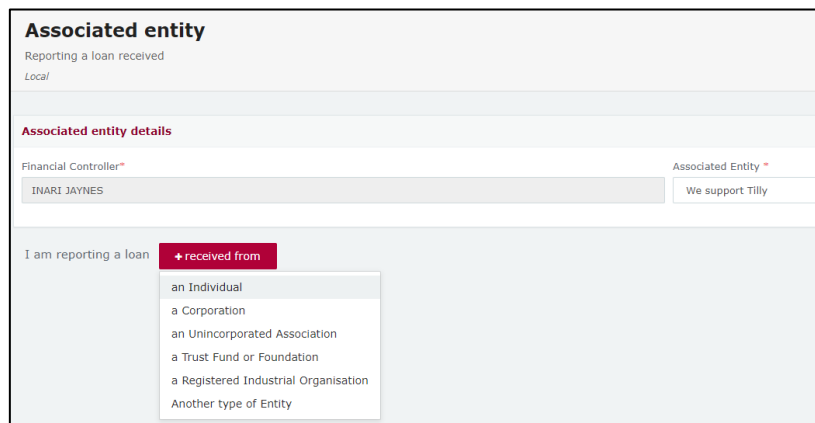 Associated entity
Reporting a loan received
Local
Associated entity details
Financial Controller*
Associated Entity *
INARI JAYNES
We support Tilly
I am reporting a loan
+ received from
an Individual
a Corporation
an Unincorporated Association
a Trust Fund or Foundation
a Registered Industrial Organisation
Another type of Entity